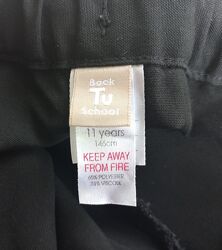 Back
Tu
School
11 years
146cm
KEEP AWAY
FROM FIRE
65% POLYESTER
35% VISCOSE